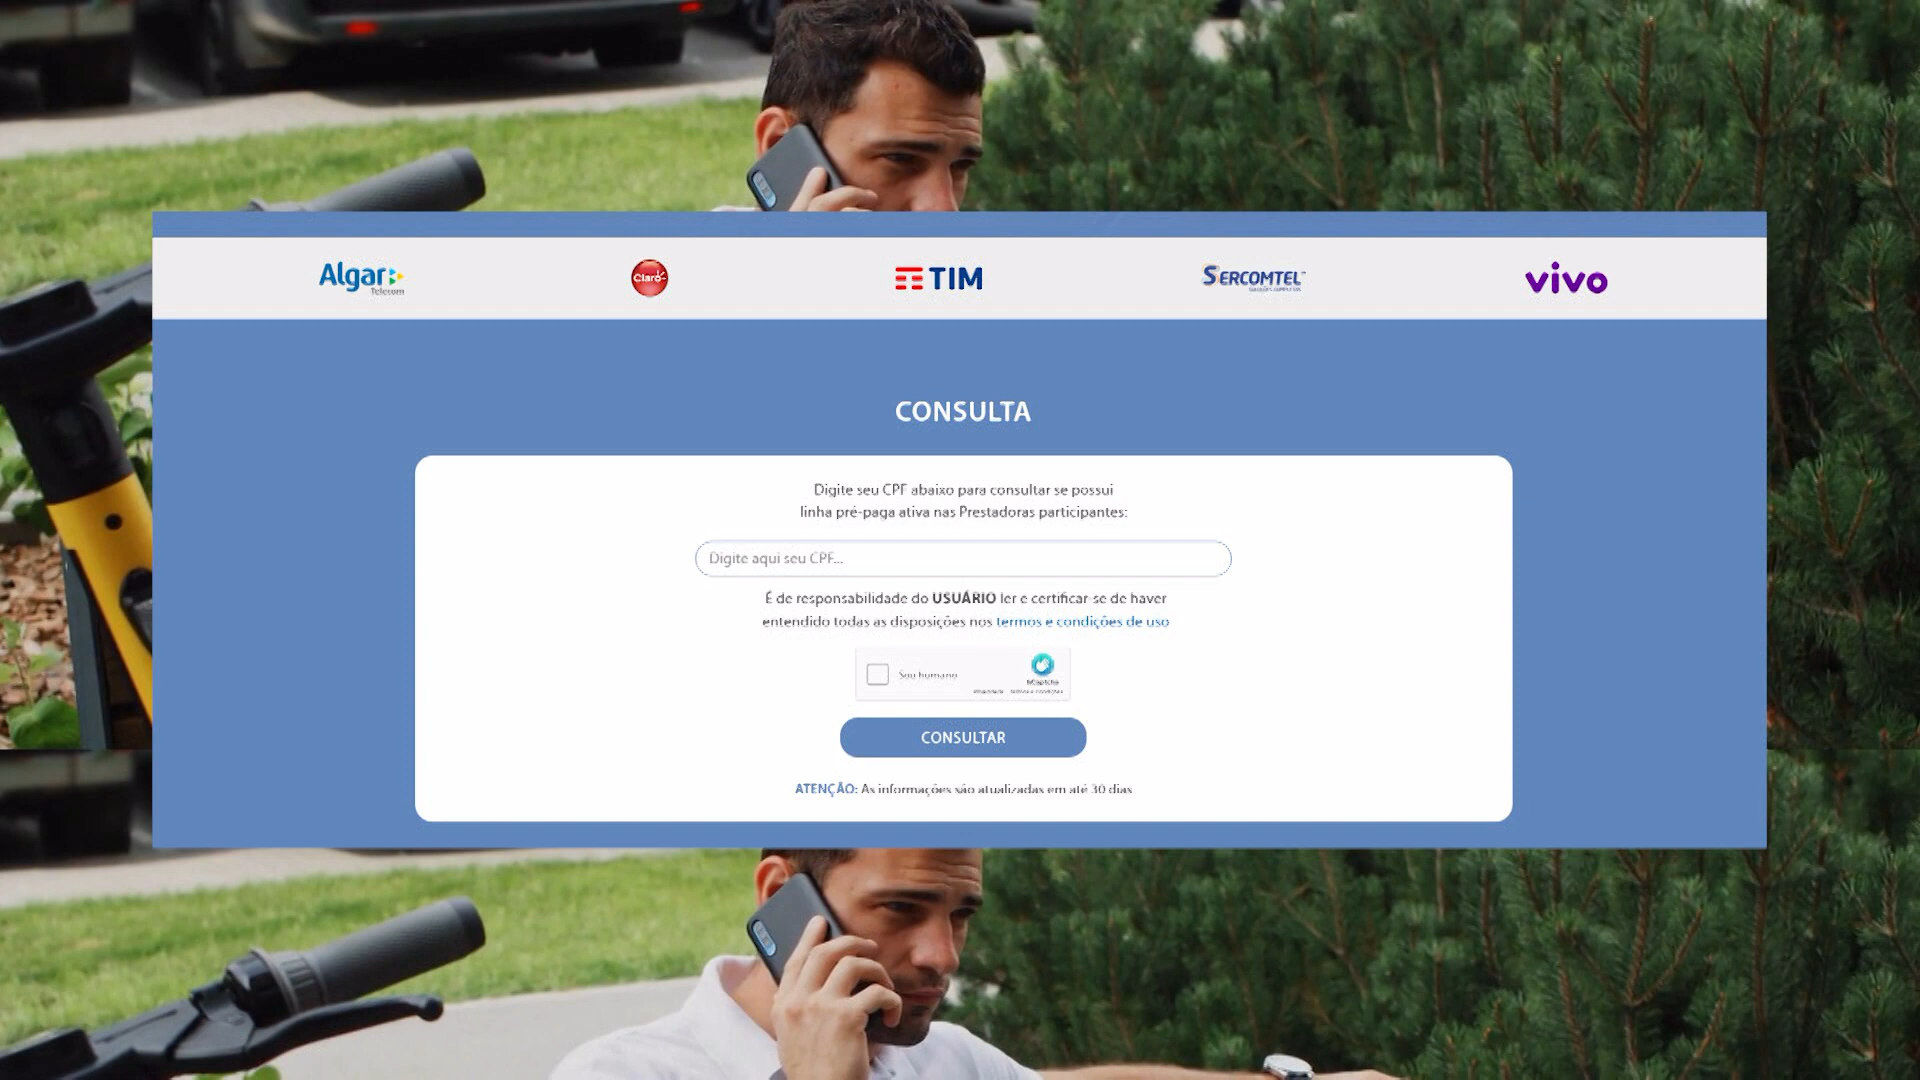 Algar
Telecom
Claro
TIM
SERCOMTEL
vivo
CONSULTA
Digite seu CPF abaixo para consultar se possui
linha pré-paga ativa nas Prestadoras participantes:
Digite aqui seu CPF...
É de responsabilidade do USUÁRIO ler e certificar-se de haver
entendido todas as disposições nos termos e condições de uso
Sou humano
hCaptcha
CONSULTAR
ATENÇÃO: As informações são atualizadas em até 30 dias